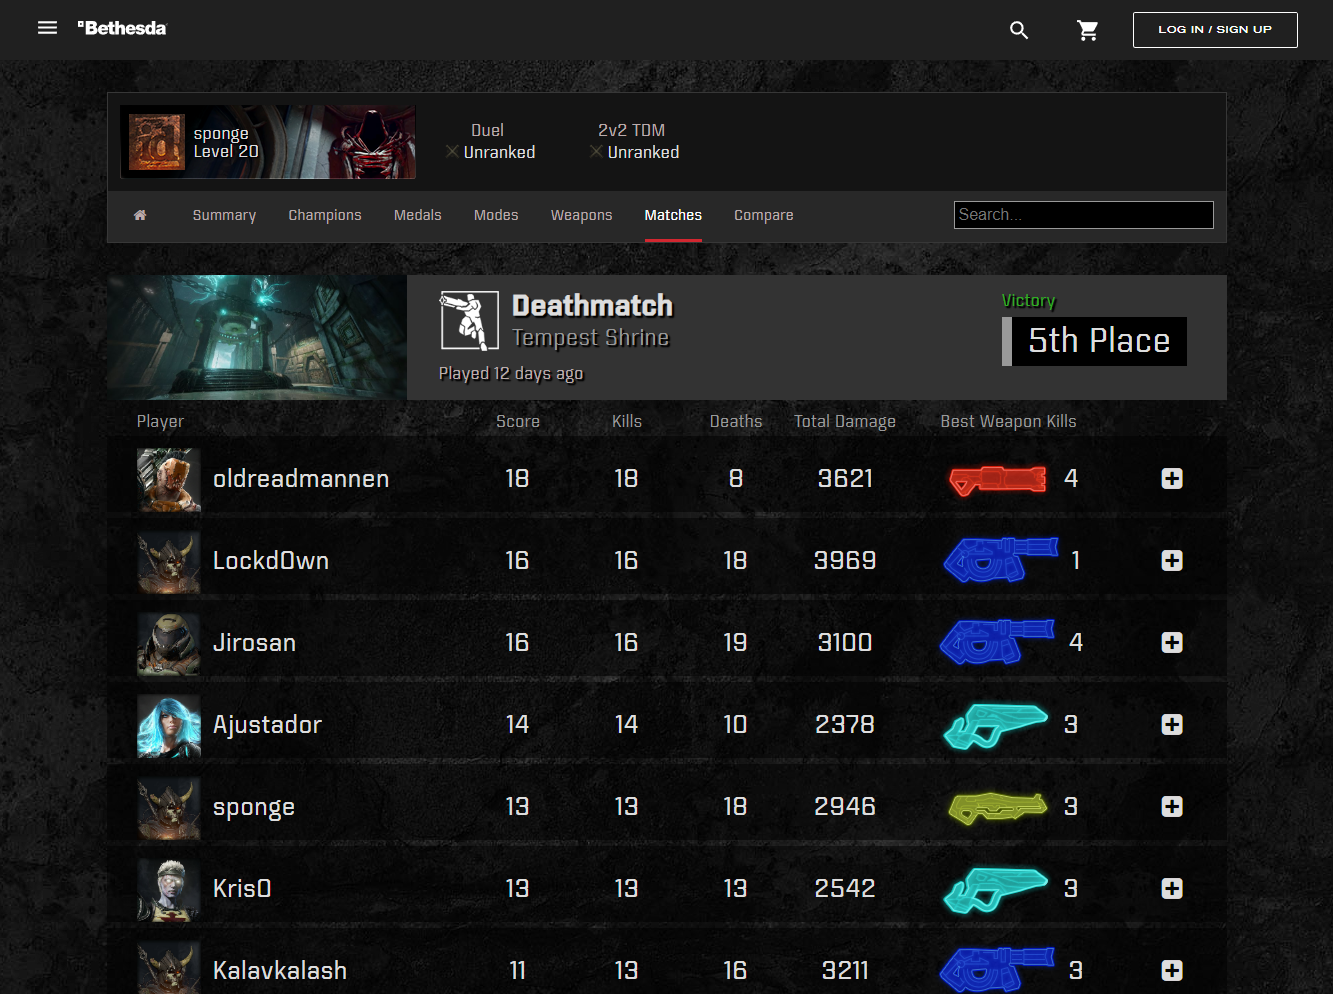 Bethesda
LOG IN / SIGN UP
sponge
Level 20
Duel
Unranked
2v2 TDM
Unranked
Summary Champions Medals Modes Weapons Matches Compare Search...
Deathmatch
Tempest Shrine
Played 12 days ago
Victory
5th Place
Player Score Kills Deaths Total Damage Best Weapon Kills
oldreadmannen 18 18 8 3621 4
Lockd0wn 16 16 18 3969 1
Jirosan 16 16 19 3100 4
Ajustador 14 14 10 2378 3
sponge 13 13 18 2946 3
Kris0 13 13 13 2542 3
Kalavkalash 11 13 16 3211 3